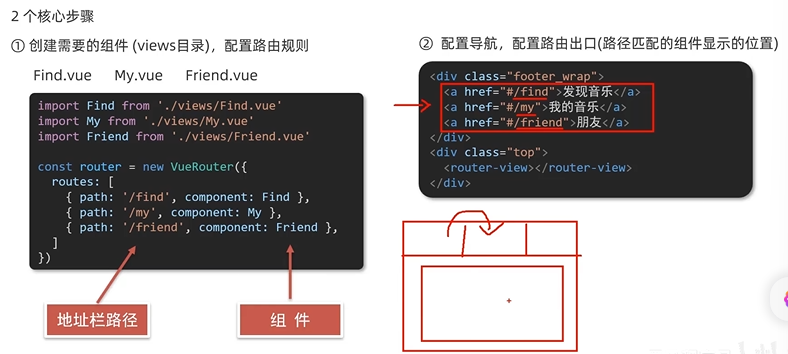 2 个核心步骤
① 创建需要的组件 (views目录)，配置路由规则
Find.vue My.vue Friend.vue
import Find from './views/Find.vue'
import My from './views/My.vue'
import Friend from './views/Friend.vue'
const router = new VueRouter({
routes: [
{ path: '/find', component: Find },
{ path: '/my', component: My },
{ path: '/friend', component: Friend },
]
})
地址栏路径
组 件
② 配置导航，配置路由出口(路径匹配的组件显示的位置)
<div class="footer_wrap">
<a href="#/find">发现音乐</a>
<a href="#/my">我的音乐</a>
<a href="#/friend">朋友</a>
</div>
<div class="top">
<router-view></router-view>
</div>